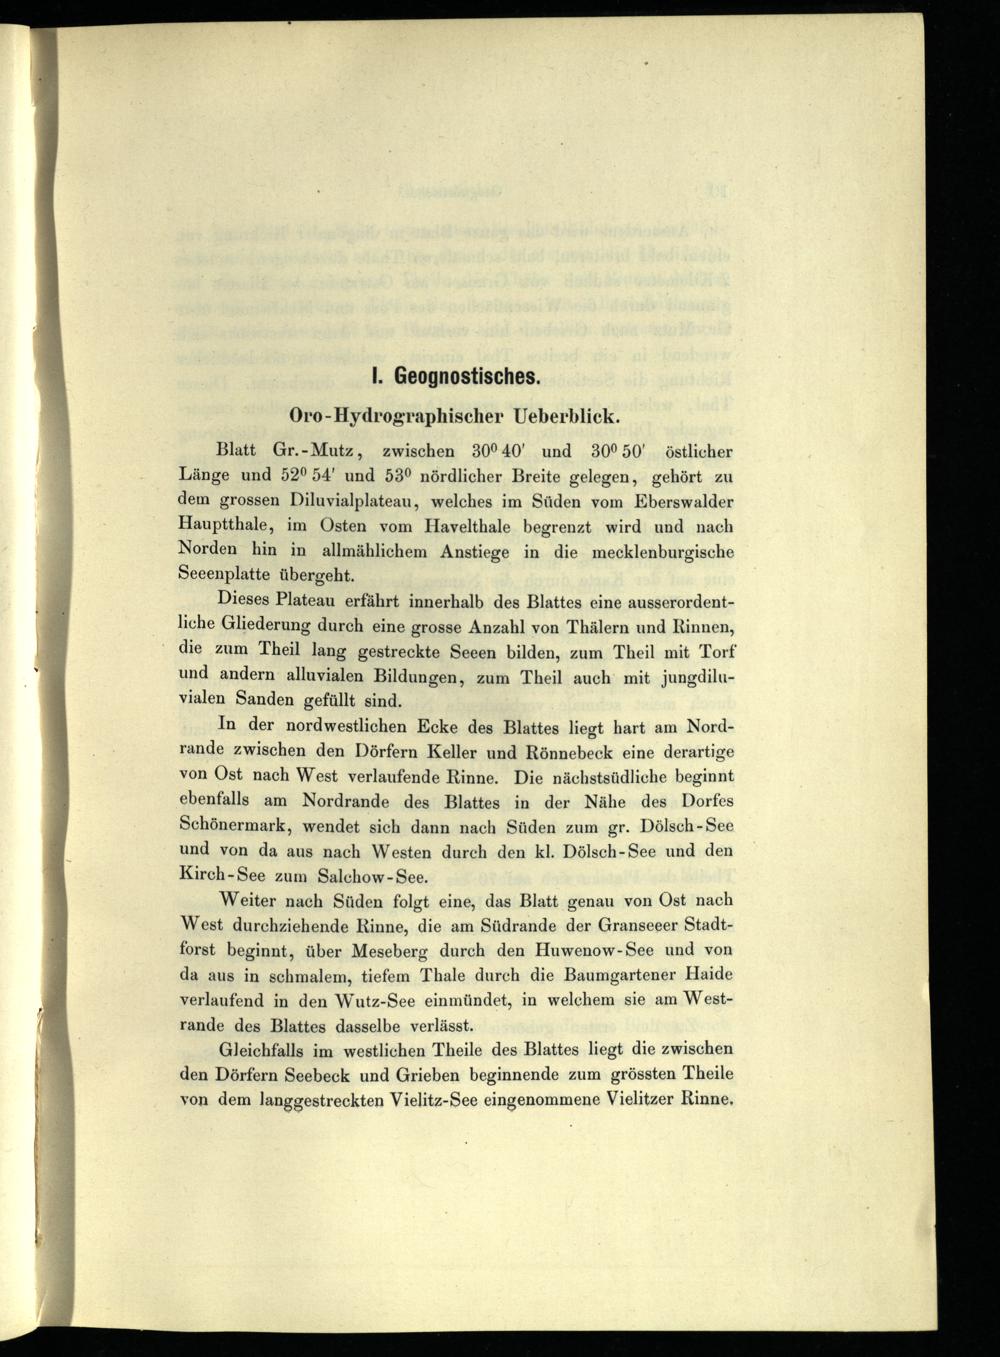 I. Geognostisches.
Oro-Hydrographischer Ueberblick.
Blatt Gr.-Mutz, zwischen 30° 40′ und 30° 50′ östlicher
Länge und 52° 54′ und 53° nördlicher Breite gelegen, gehört zu
dem grossen Diluvialplateau, welches im Süden vom Eberswalder
Hauptthale, im Osten vom Havelthale begrenzt wird und nach
Norden hin in allmählichem Anstiege in die mecklenburgische
Seeenplatte übergeht.
Dieses Plateau erfährt innerhalb des Blattes eine ausserordent-
liche Gliederung durch eine grosse Anzahl von Thälern und Rinnen,
die zum Theil lang gestreckte Seeen bilden, zum Theil mit Torf
und andern alluvialen Bildungen, zum Theil auch mit jungdilu-
vialen Sanden gefüllt sind.
In der nordwestlichen Ecke des Blattes liegt hart am Nord-
rande zwischen den Dörfern Keller und Rönnebeck eine derartige
von Ost nach West verlaufende Rinne. Die nächstsüdliche beginnt
ebenfalls am Nordrande des Blattes in der Nähe des Dorfes
Schönermark, wendet sich dann nach Süden zum gr. Dölsch-See
und von da aus nach Westen durch den kl. Dölsch-See und den
Kirch-See zum Salchow-See.
Weiter nach Süden folgt eine, das Blatt genau von Ost nach
West durchziehende Rinne, die am Südrande der Granseeer Stadt-
forst beginnt, über Meseberg durch den Huwenow-See und von
da aus in schmalem, tiefem Thale durch die Baumgartener Haide
verlaufend in den Wutz-See einmündet, in welchem sie am West-
rande des Blattes dasselbe verlässt.
Gleichfalls im westlichen Theile des Blattes liegt die zwischen
den Dörfern Seebeck und Grieben beginnende zum grössten Theile
von dem langgestreckten Vielitz-See eingenommene Vielitzer Rinne.